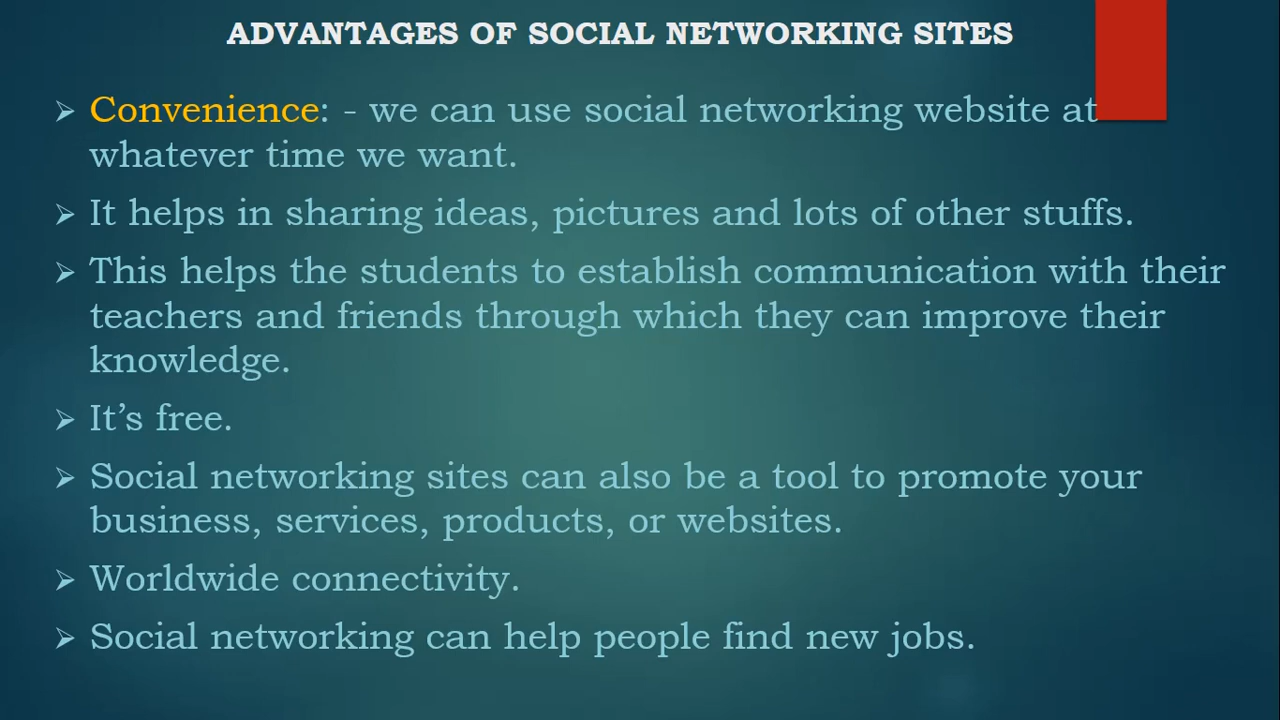 ADVANTAGES OF SOCIAL NETWORKING SITES
➢ Convenience: - we can use social networking website at
whatever time we want.
➢ It helps in sharing ideas, pictures and lots of other stuffs.
➢ This helps the students to establish communication with their
teachers and friends through which they can improve their
knowledge.
➢ It’s free.
➢ Social networking sites can also be a tool to promote your
business, services, products, or websites.
➢ Worldwide connectivity.
➢ Social networking can help people find new jobs.